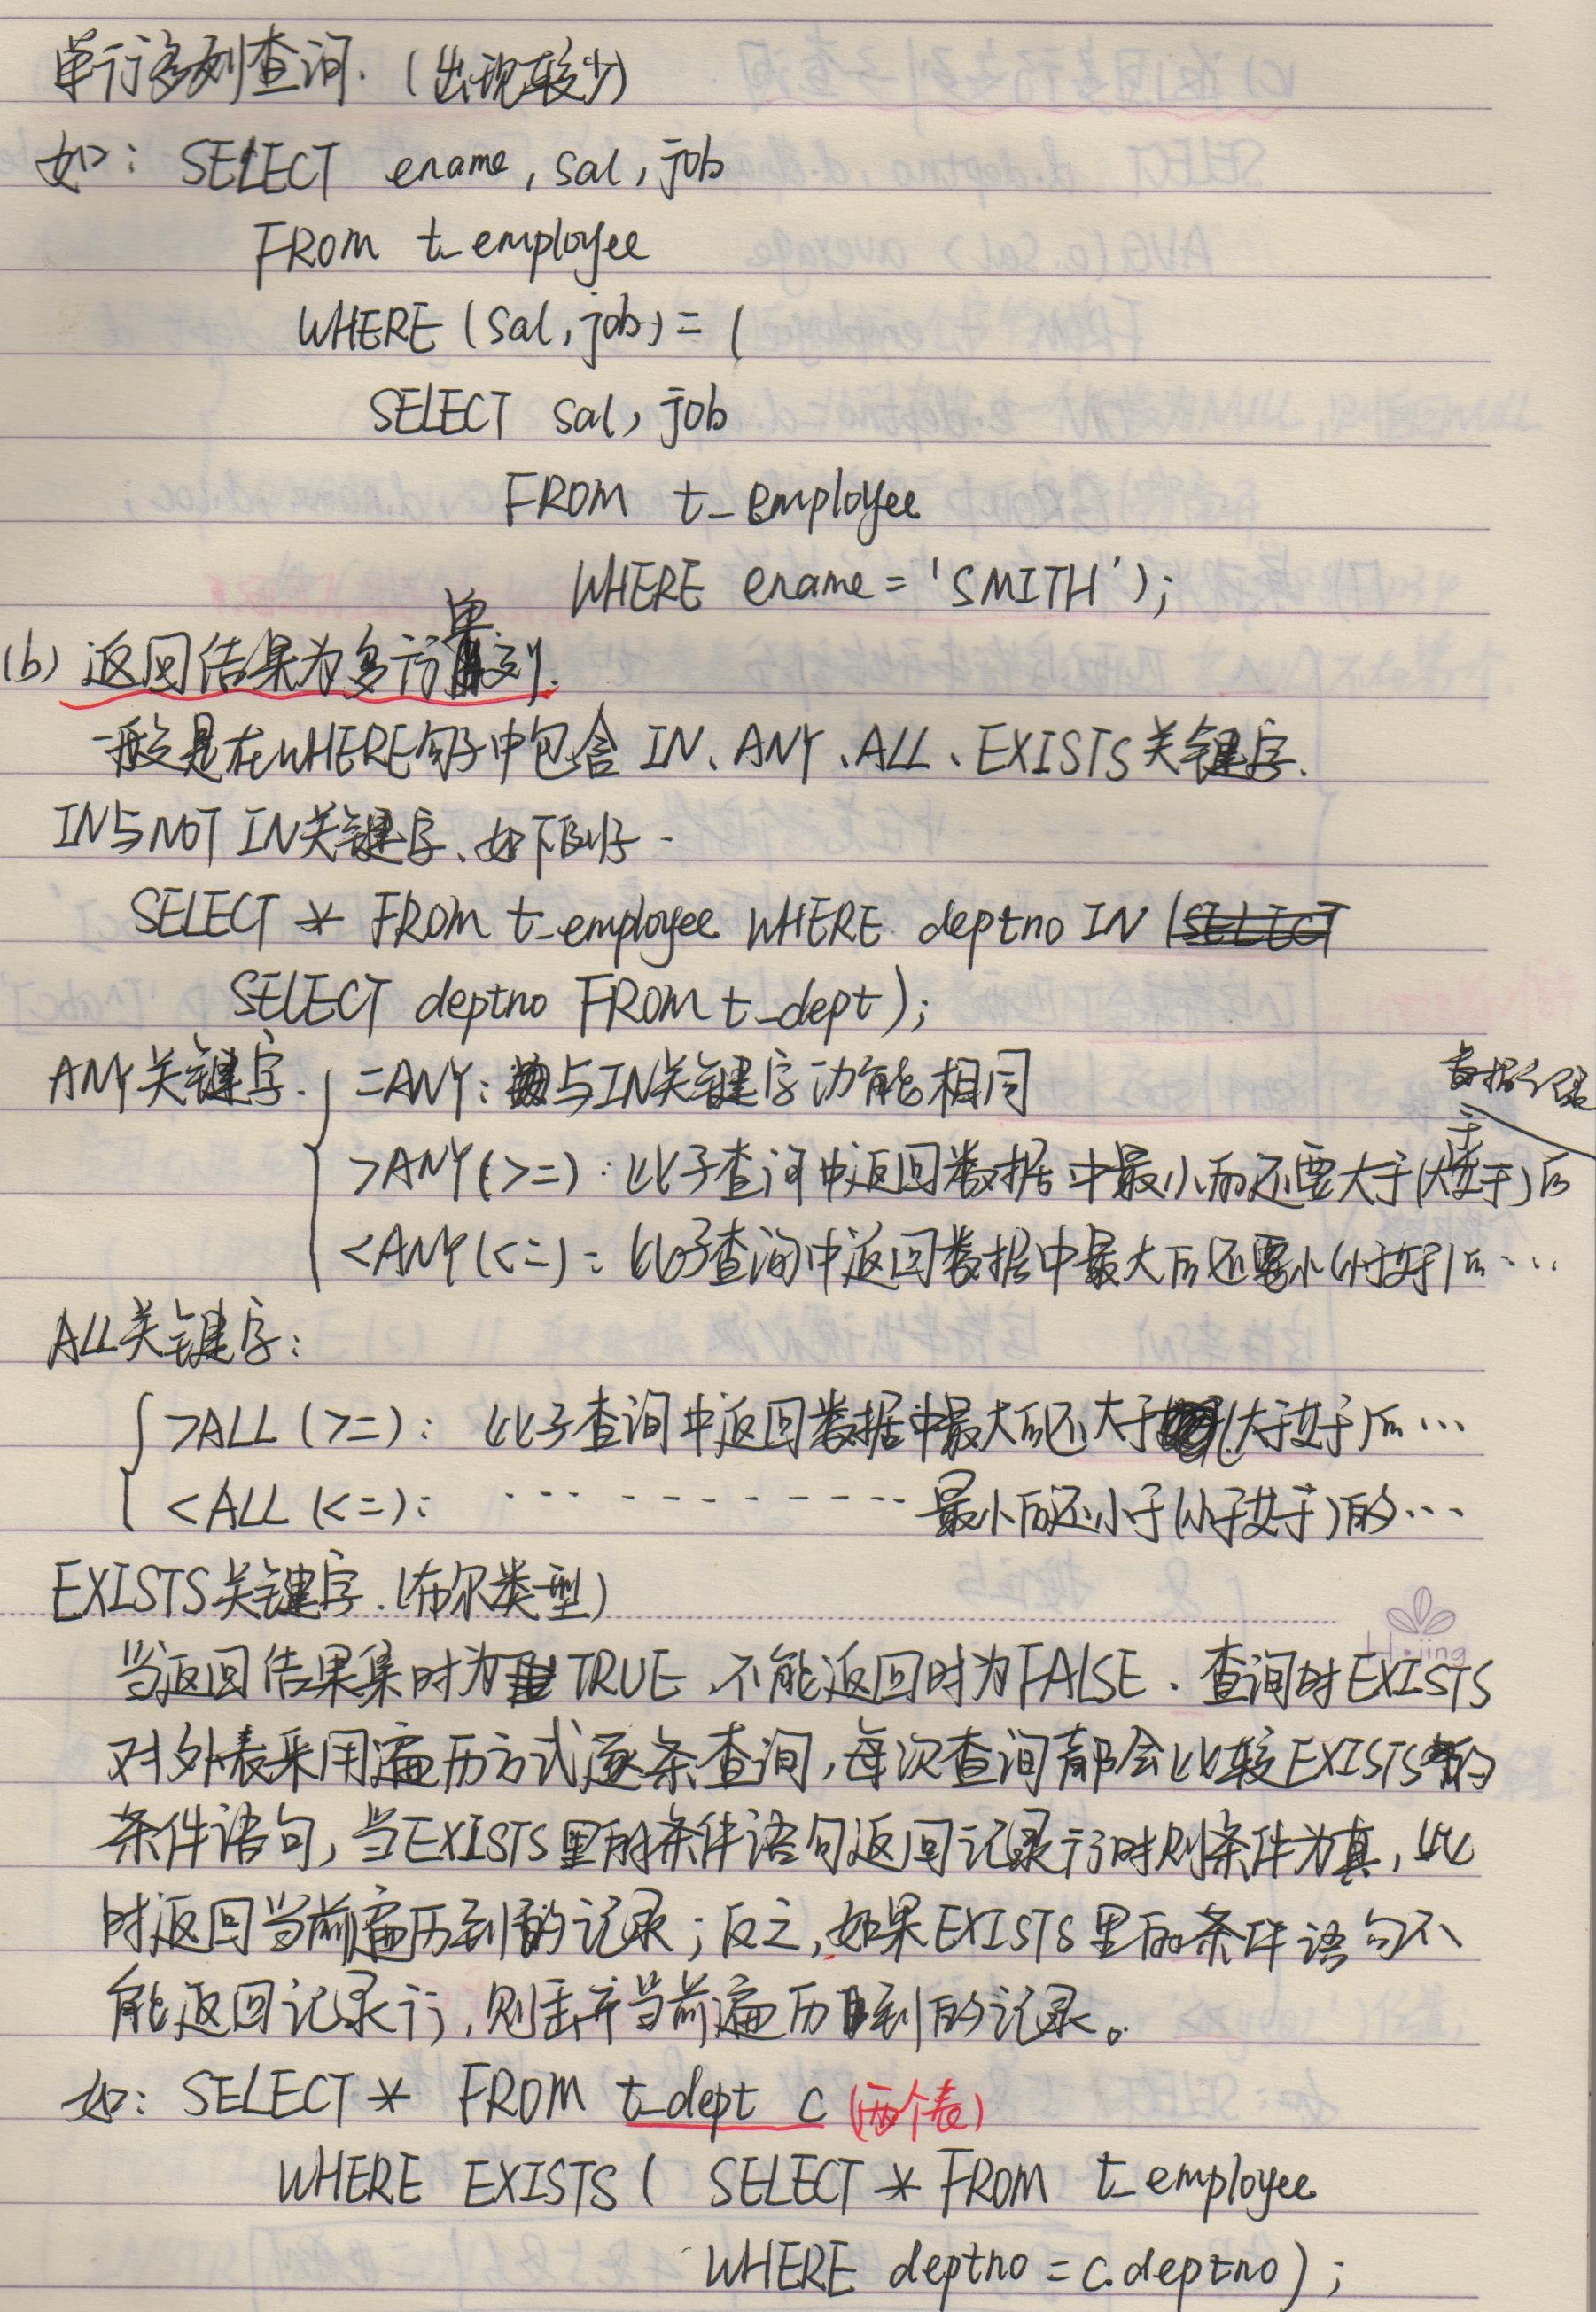 单行多列查询.（出现较少）
如: SELECT ename, sal, job
FROM t_employee
WHERE (sal, job) = (
SELECT sal, job
FROM t_employee
WHERE ename = 'SMITH');
(b) 返回结果为多行单列.
一般是在WHERE句子中包含 IN、ANY、ALL、EXISTS关键字.
IN与NOT IN关键字、如下例子.
SELECT * FROM t_employee WHERE deptno IN (
SELECT deptno FROM t_dept);
ANY关键字.
=ANY: 与IN关键字功能相同
数据记录
>ANY(>=): 比子查询中返回数据中最小的还要大于(大于等于)的
<ANY(<=): 比子查询中返回数据中最大的还要小(小于等于)的…
ALL关键字:
>ALL (>=): 比子查询中返回数据中最大的还大于(大于等于)的…
<ALL (<=): …………最小的还小于(小于等于)的…
EXISTS关键字.(布尔类型)
当返回结果集时为TRUE、不能返回时为FALSE. 查询时EXISTS
对外表采用遍历方式逐条查询,每次查询都会比较EXISTS的
条件语句,当EXISTS里的条件语句返回记录行时则条件为真,此
时返回当前遍历到的记录;反之,如果EXISTS里的条件语句不
能返回记录行,则丢弃当前遍历到的记录。
如: SELECT * FROM t_dept c (两个表)
WHERE EXISTS ( SELECT * FROM t_employee
WHERE deptno = c.deptno);